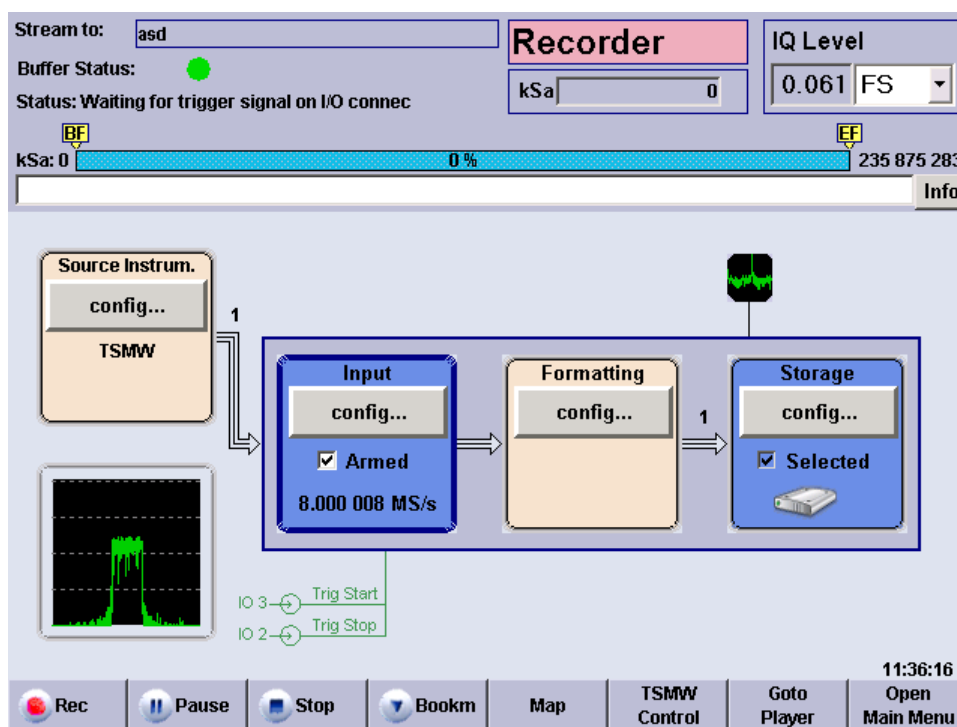 Stream to: asd
Recorder
IQ Level
Buffer Status:
kSa 0
0.061 FS
Status: Waiting for trigger signal on I/O connec
BF
EF
kSa: 0
0 %
235 875 283
Info
Source Instrum.
config...
TSMW
1
Input
config...
Armed
8.000 008 MS/s
Formatting
config...
1
Storage
config...
Selected
IO 3 Trig Start
IO 2 Trig Stop
11:36:16
Rec
Pause
Stop
Bookm
Map
TSMW
Control
Goto
Player
Open
Main Menu